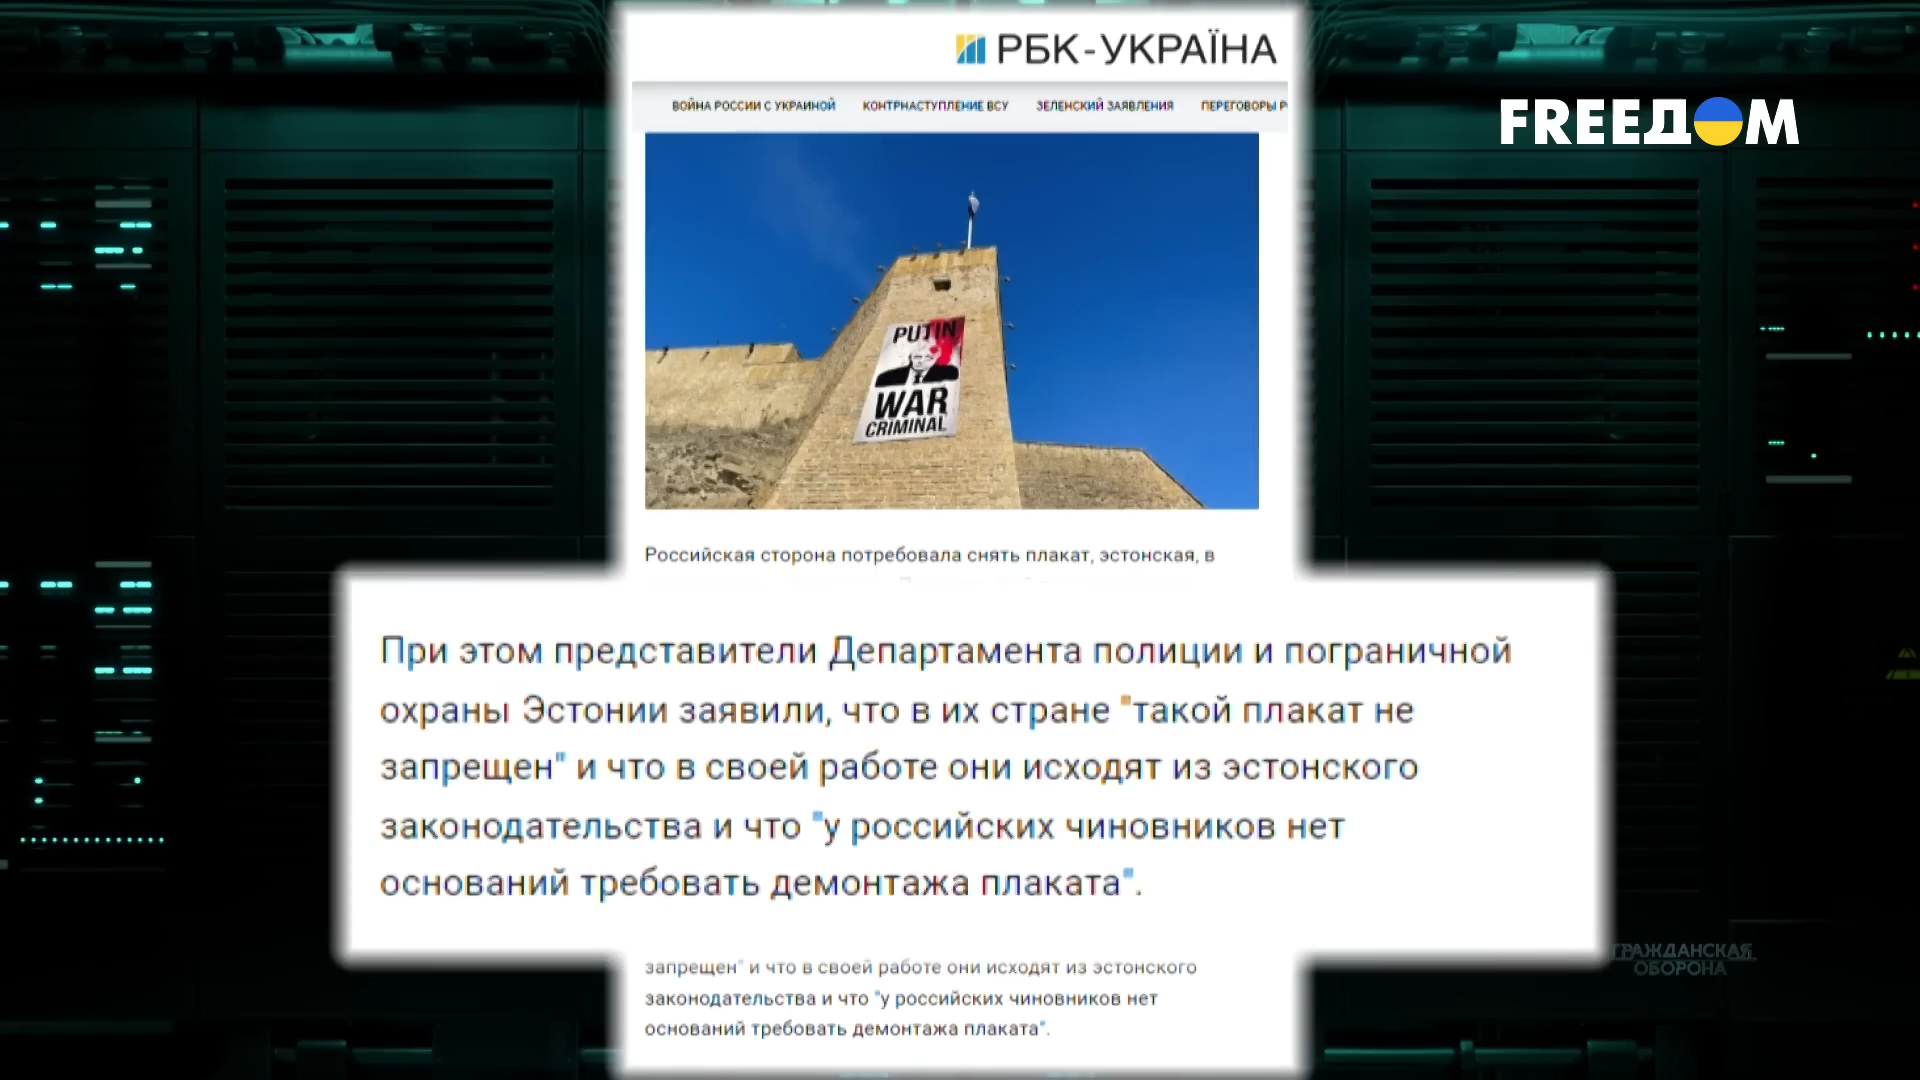 РБК-УКРАЇНА
ВОЙНА РОССИИ С УКРАИНОЙ КОНТРНАСТУПЛЕНИЕ ВСУ ЗЕЛЕНСКИЙ ЗАЯВЛЕНИЯ ПЕРЕГОВОРЫ
FREEДОМ
PUTIN
WAR
CRIMINAL
Российская сторона потребовала снять плакат, эстонская, в
При этом представители Департамента полиции и пограничной
охраны Эстонии заявили, что в их стране "такой плакат не
запрещен" и что в своей работе они исходят из эстонского
законодательства и что "у российских чиновников нет
оснований требовать демонтажа плаката".
запрещен" и что в своей работе они исходят из эстонского
законодательства и что "у российских чиновников нет
оснований требовать демонтажа плаката".
ГРАЖДАНСКАЯ
ОБОРОНА